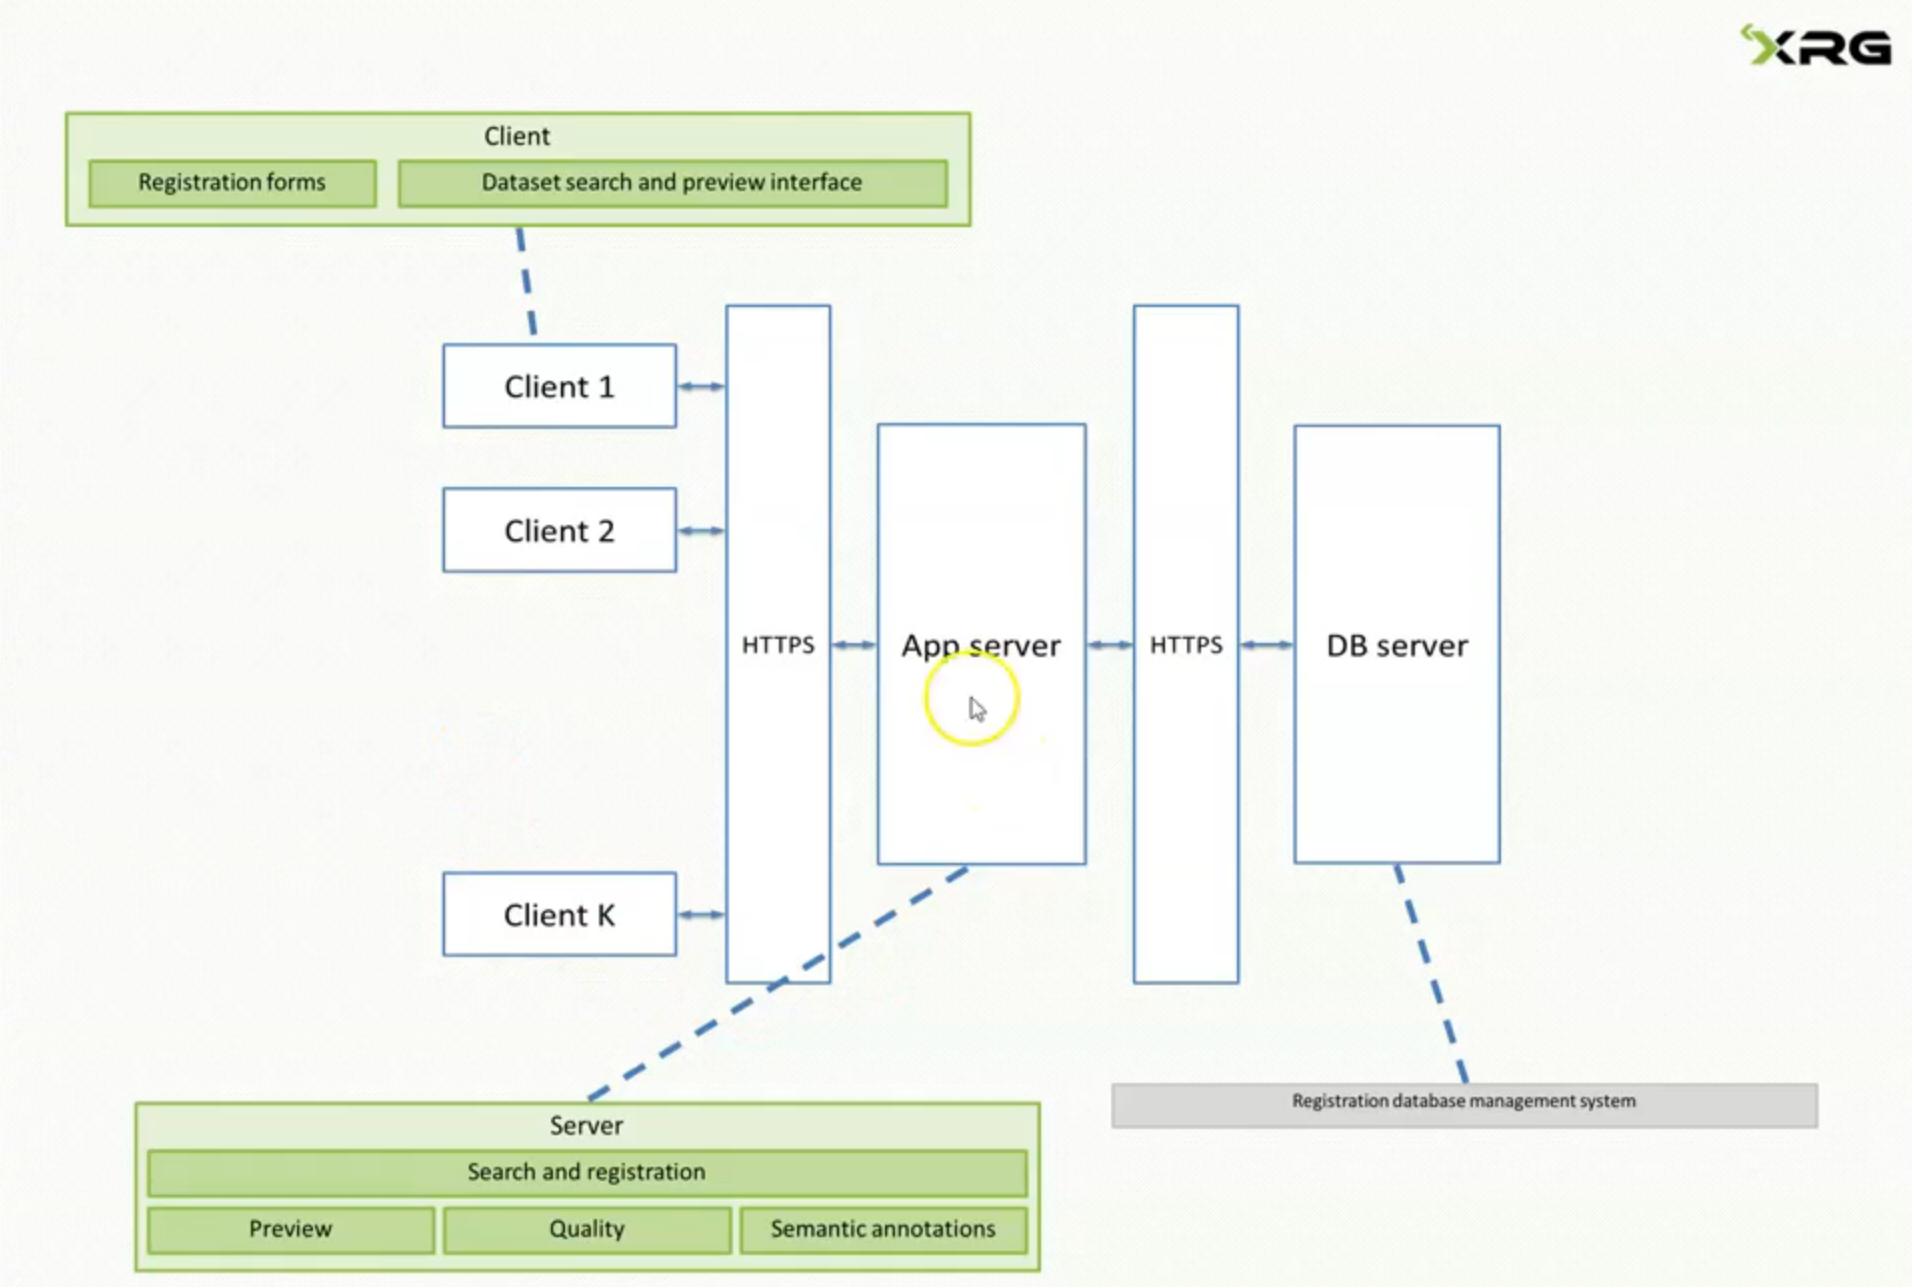 XRG
Client
Registration forms
Dataset search and preview interface
Client 1
Client 2
HTTPS
App server
HTTPS
DB server
Client K
Registration database management system
Server
Search and registration
Preview
Quality
Semantic annotations